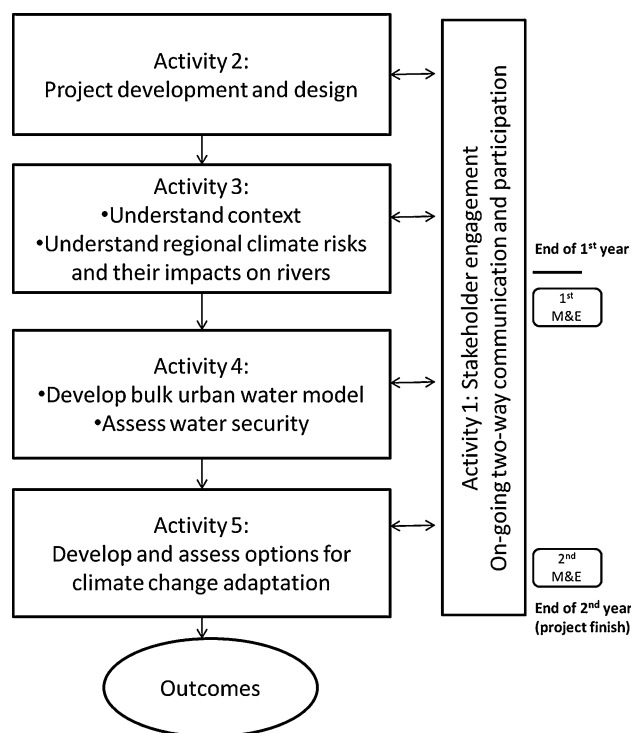 Activity 2:
Project development and design
Activity 3:
•Understand context
•Understand regional climate risks
and their impacts on rivers
Activity 4:
•Develop bulk urban water model
•Assess water security
Activity 5:
Develop and assess options for
climate change adaptation
Outcomes
Activity 1: Stakeholder engagement
On-going two-way communication and participation
End of 1st year
1st
M&E
2nd
M&E
End of 2nd year
(project finish)